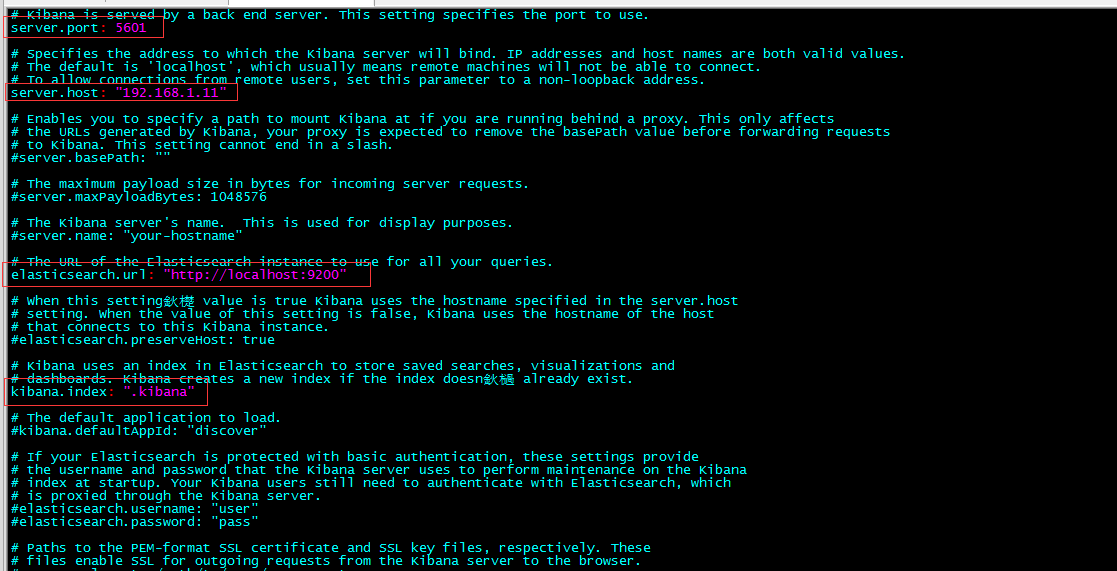 # Kibana is served by a back end server. This setting specifies the port to use.
server.port: 5601
# Specifies the address to which the Kibana server will bind. IP addresses and host names are both valid values.
# The default is 'localhost', which usually means remote machines will not be able to connect.
# To allow connections from remote users, set this parameter to a non-loopback address.
server.host: "192.168.1.11"
# Enables you to specify a path to mount Kibana at if you are running behind a proxy. This only affects
# the URLs generated by Kibana, your proxy is expected to remove the basePath value before forwarding requests
# to Kibana. This setting cannot end in a slash.
#server.basePath: ""
# The maximum payload size in bytes for incoming server requests.
#server.maxPayloadBytes: 1048576
# The Kibana server's name.  This is used for display purposes.
#server.name: "your-hostname"
# The URL of the Elasticsearch instance to use for all your queries.
elasticsearch.url: "http://localhost:9200"
# When this setting鈥檚 value is true Kibana uses the hostname specified in the server.host
# setting. When the value of this setting is false, Kibana uses the hostname of the host
# that connects to this Kibana instance.
#elasticsearch.preserveHost: true
# Kibana uses an index in Elasticsearch to store saved searches, visualizations and
# dashboards. Kibana creates a new index if the index doesn鈥檛 already exist.
kibana.index: ".kibana"
# The default application to load.
#kibana.defaultAppId: "discover"
# If your Elasticsearch is protected with basic authentication, these settings provide
# the username and password that the Kibana server uses to perform maintenance on the Kibana
# index at startup. Your Kibana users still need to authenticate with Elasticsearch, which
# is proxied through the Kibana server.
#elasticsearch.username: "user"
#elasticsearch.password: "pass"
# Paths to the PEM-format SSL certificate and SSL key files, respectively. These
# files enable SSL for outgoing requests from the Kibana server to the browser.